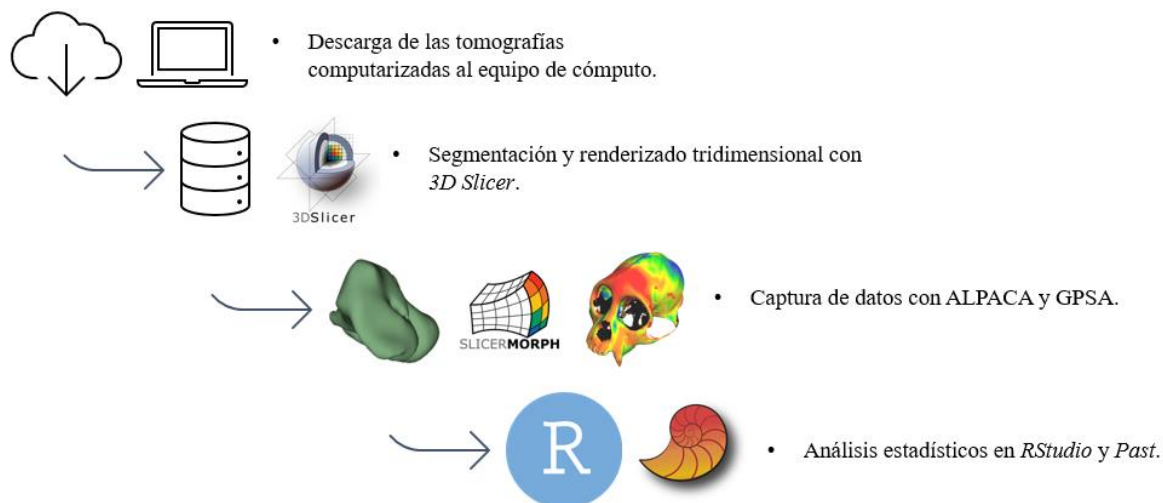 • Descarga de las tomografías
computarizadas al equipo de cómputo.
• Segmentación y renderizado tridimensional con
3D Slicer.
3DSlicer
• Captura de datos con ALPACA y GPSA.
SLICERMORPH
R
• Análisis estadísticos en RStudio y Past.